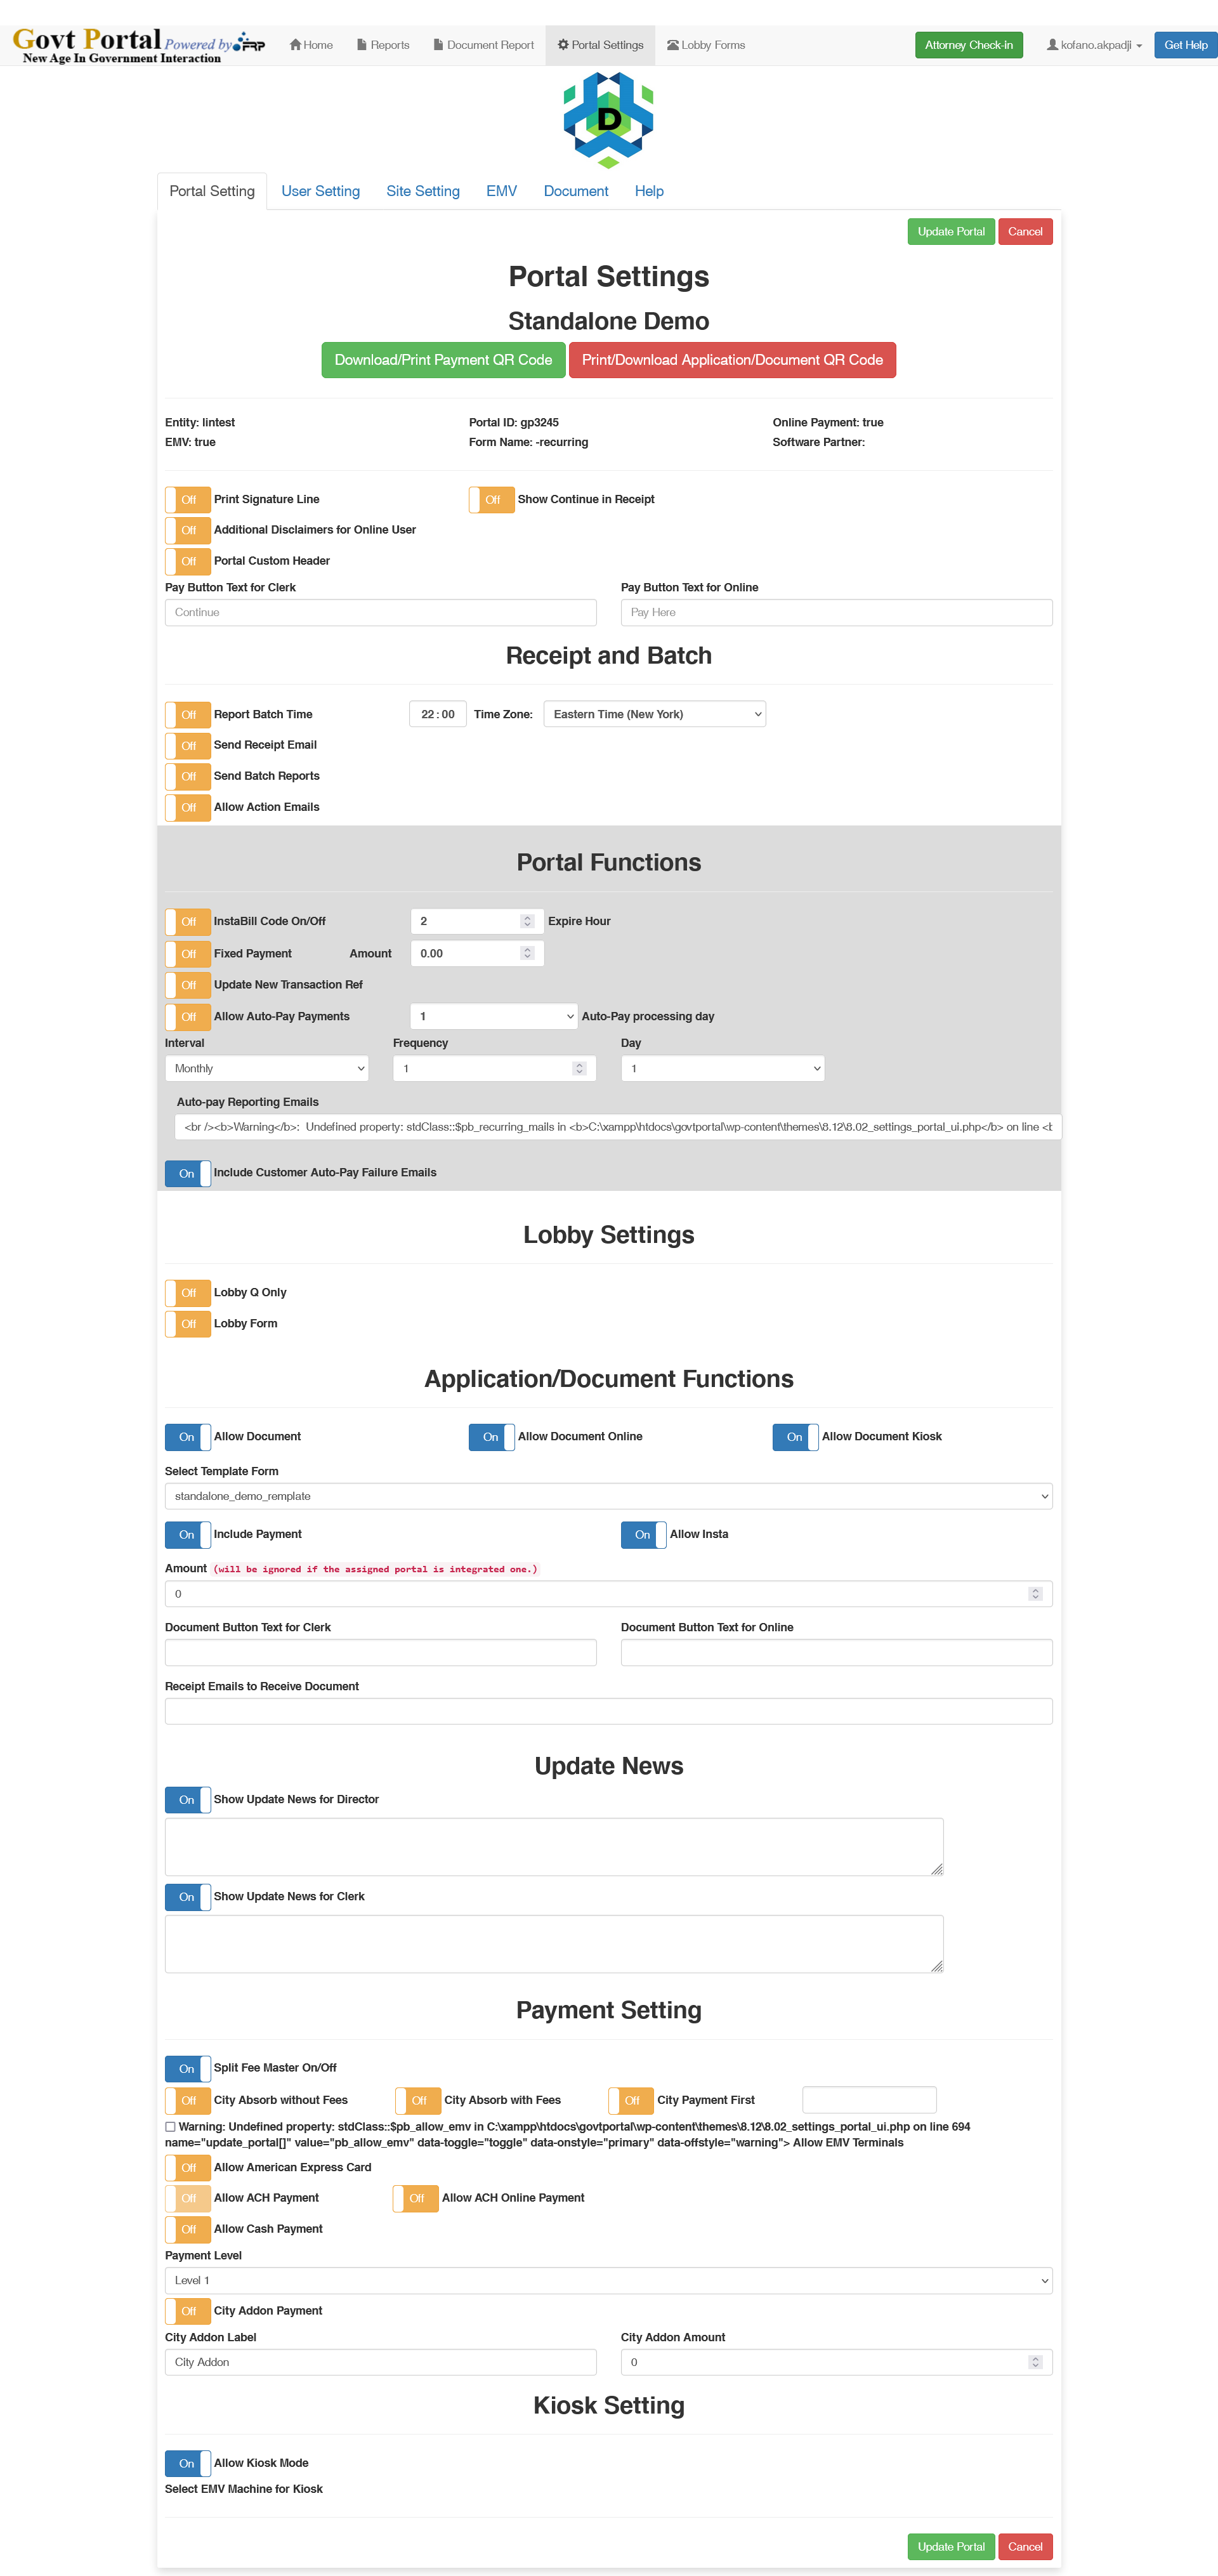 Govt Portal Powered by FRP
New Age In Government Interaction
Home Reports Document Report Portal Settings Lobby Forms Attorney Check-in kofano.akpadji Get Help
D
Portal Setting User Setting Site Setting EMV Document Help
Update Portal Cancel
Portal Settings
Standalone Demo
Download/Print Payment QR Code Print/Download Application/Document QR Code
Entity: lintest Portal ID: gp3245 Online Payment: true
EMV: true Form Name: -recurring Software Partner:
Off Print Signature Line Off Show Continue in Receipt
Off Additional Disclaimers for Online User
Off Portal Custom Header
Pay Button Text for Clerk Pay Button Text for Online
Continue Pay Here
Receipt and Batch
Off Report Batch Time 22 : 00 Time Zone: Eastern Time (New York)
Off Send Receipt Email
Off Send Batch Reports
Off Allow Action Emails
Portal Functions
Off InstaBill Code On/Off 2 Expire Hour
Off Fixed Payment Amount 0.00
Off Update New Transaction Ref
Off Allow Auto-Pay Payments 1 Auto-Pay processing day
Interval Frequency Day
Monthly 1 1
Auto-pay Reporting Emails
<br /><b>Warning</b>:  Undefined property: stdClass::$pb_recurring_mails in <b>C:\xampp\htdocs\govtportal\wp-content\themes\8.12\8.02_settings_portal_ui.php</b> on line <b
On Include Customer Auto-Pay Failure Emails
Lobby Settings
Off Lobby Q Only
Off Lobby Form
Application/Document Functions
On Allow Document On Allow Document Online On Allow Document Kiosk
Select Template Form
standalone_demo_remplate
On Include Payment On Allow Insta
Amount (will be ignored if the assigned portal is integrated one.)
0
Document Button Text for Clerk Document Button Text for Online
Receipt Emails to Receive Document
Update News
On Show Update News for Director
On Show Update News for Clerk
Payment Setting
On Split Fee Master On/Off
Off City Absorb without Fees Off City Absorb with Fees Off City Payment First
Warning: Undefined property: stdClass::$pb_allow_emv in C:\xampp\htdocs\govtportal\wp-content\themes\8.12\8.02_settings_portal_ui.php on line 694
name="update_portal[]" value="pb_allow_emv" data-toggle="toggle" data-onstyle="primary" data-offstyle="warning"> Allow EMV Terminals
Off Allow American Express Card
Off Allow ACH Payment Off Allow ACH Online Payment
Off Allow Cash Payment
Payment Level
Level 1
Off City Addon Payment
City Addon Label City Addon Amount
City Addon 0
Kiosk Setting
On Allow Kiosk Mode
Select EMV Machine for Kiosk
Update Portal Cancel